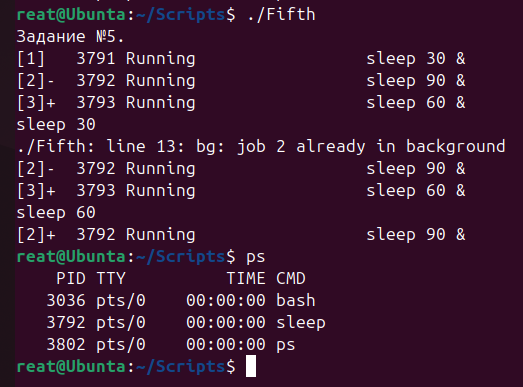 reat@Ubunta:~/Scripts$ ./Fifth
Задание №5.
[1]   3791 Running                 sleep 30 &
[2]-  3792 Running                 sleep 90 &
[3]+  3793 Running                 sleep 60 &
sleep 30
./Fifth: line 13: bg: job 2 already in background
[2]-  3792 Running                 sleep 90 &
[3]+  3793 Running                 sleep 60 &
sleep 60
[2]+  3792 Running                 sleep 90 &
reat@Ubunta:~/Scripts$ ps
    PID TTY          TIME CMD
   3036 pts/0    00:00:00 bash
   3792 pts/0    00:00:00 sleep
   3802 pts/0    00:00:00 ps
reat@Ubunta:~/Scripts$